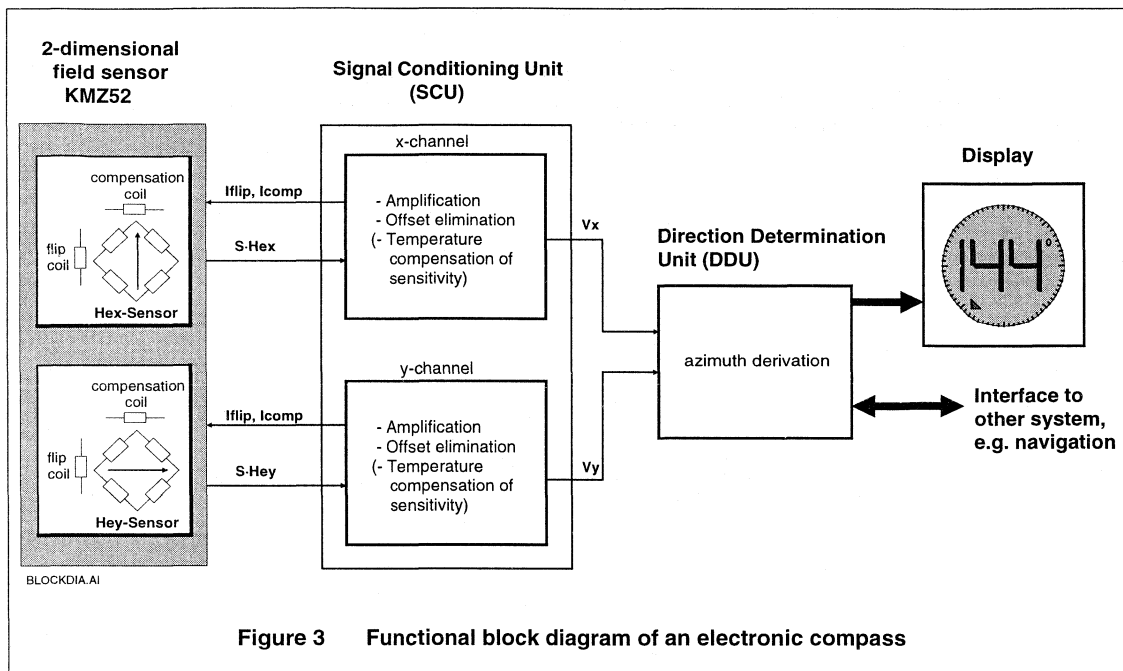 2-dimensional
field sensor
KMZ52
compensation
coil
flip
coil
Hex-Sensor
compensation
coil
flip
coil
Hey-Sensor
BLOCKDIA.AI
Iflip, Icomp
S·Hex
Iflip, Icomp
S·Hey
Signal Conditioning Unit
(SCU)
x-channel
- Amplification
- Offset elimination
(- Temperature
compensation of
sensitivity)
y-channel
- Amplification
- Offset elimination
(- Temperature
compensation of
sensitivity)
Vx
Vy
Direction Determination
Unit (DDU)
azimuth derivation
Display
144°
Interface to
other system,
e.g. navigation
Figure 3 Functional block diagram of an electronic compass